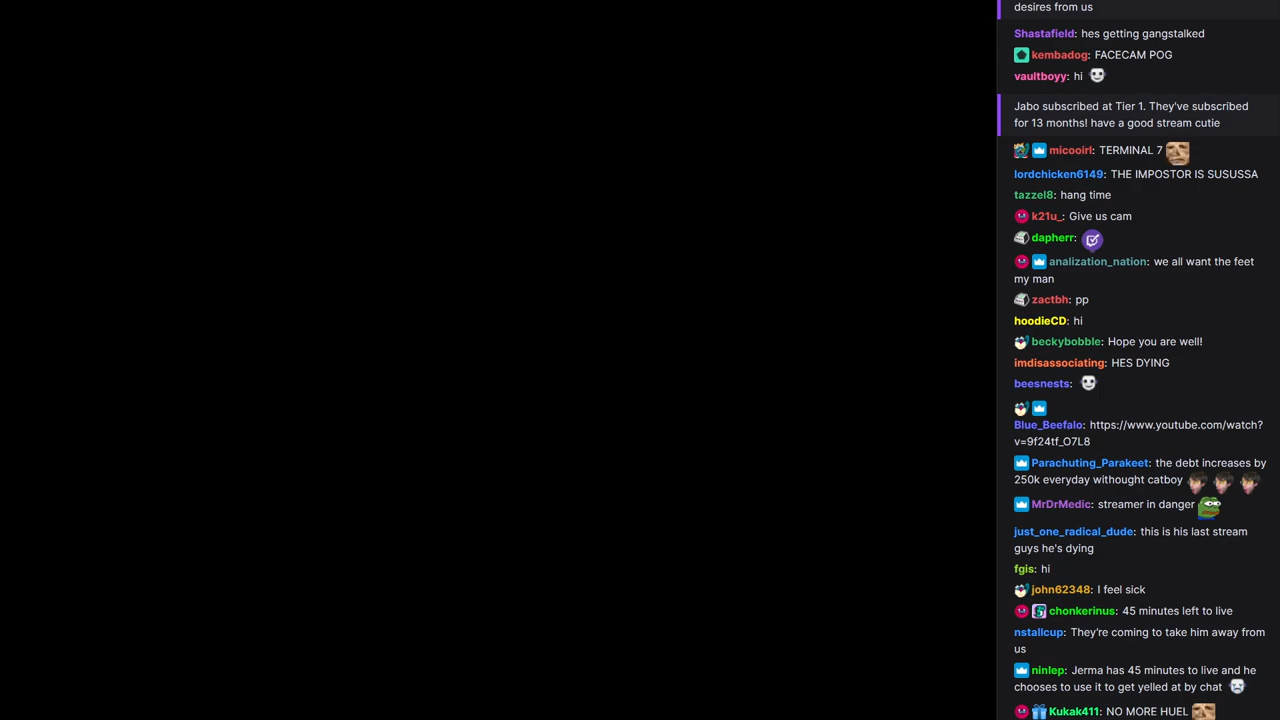 desires from us
Shastafield: hes getting gangstalked
kembadog: FACECAM POG
vaultboyy: hi
Jabo subscribed at Tier 1. They've subscribed
for 13 months! have a good stream cutie
micooirl: TERMINAL 7
lordchicken6149: THE IMPOSTOR IS SUSUSSA
tazzel8: hang time
k21u_: Give us cam
dapherr:
analization_nation: we all want the feet
my man
zactbh: pp
hoodieCD: hi
beckybobble: Hope you are well!
imdisassociating: HES DYING
beesnests:
Blue_Beefalo: https://www.youtube.com/watch?
v=9f24tf_O7L8
Parachuting_Parakeet: the debt increases by
250k everyday withought catboy
MrDrMedic: streamer in danger
just_one_radical_dude: this is his last stream
guys he's dying
fgis: hi
john62348: I feel sick
chonkerinus: 45 minutes left to live
nstallcup: They're coming to take him away from
us
ninlep: Jerma has 45 minutes to live and he
chooses to use it to get yelled at by chat
Kukak411: NO MORE HUEL